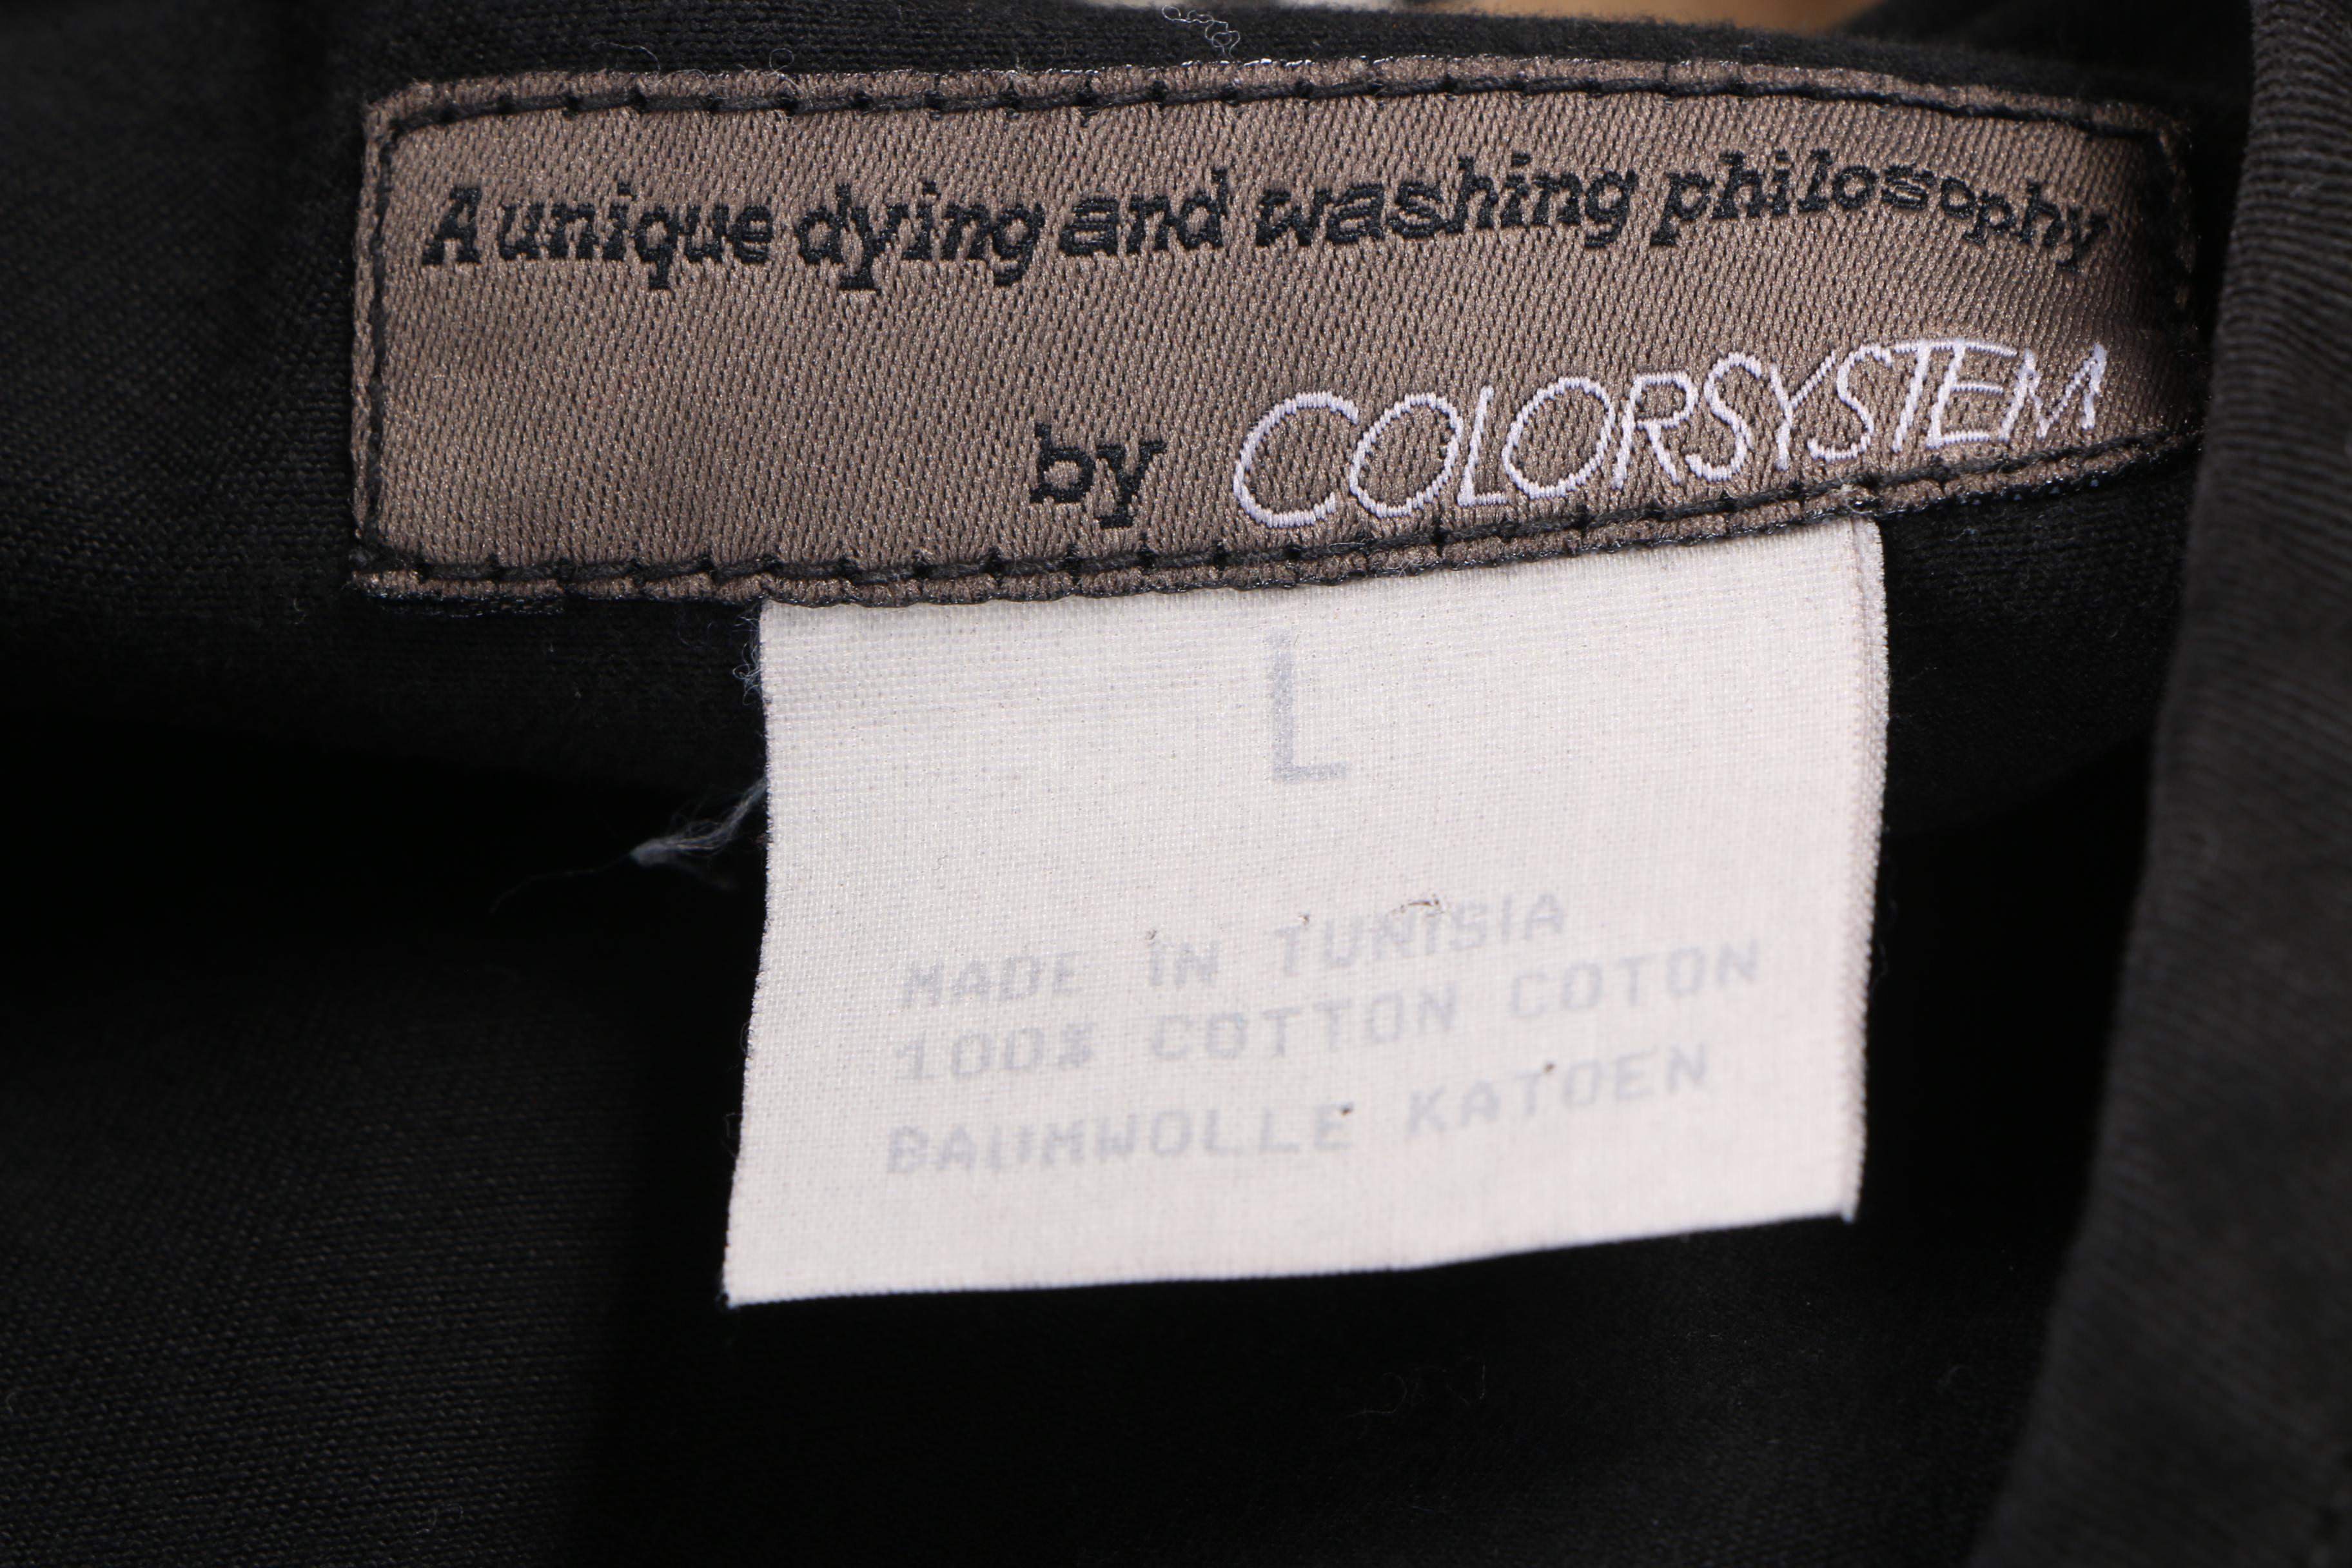 A unique dying and washing philosophy
by COLORSYSTEM
L
MADE IN TUNISIA
100% COTTON COTON
BAUMWOLLE KATOEN